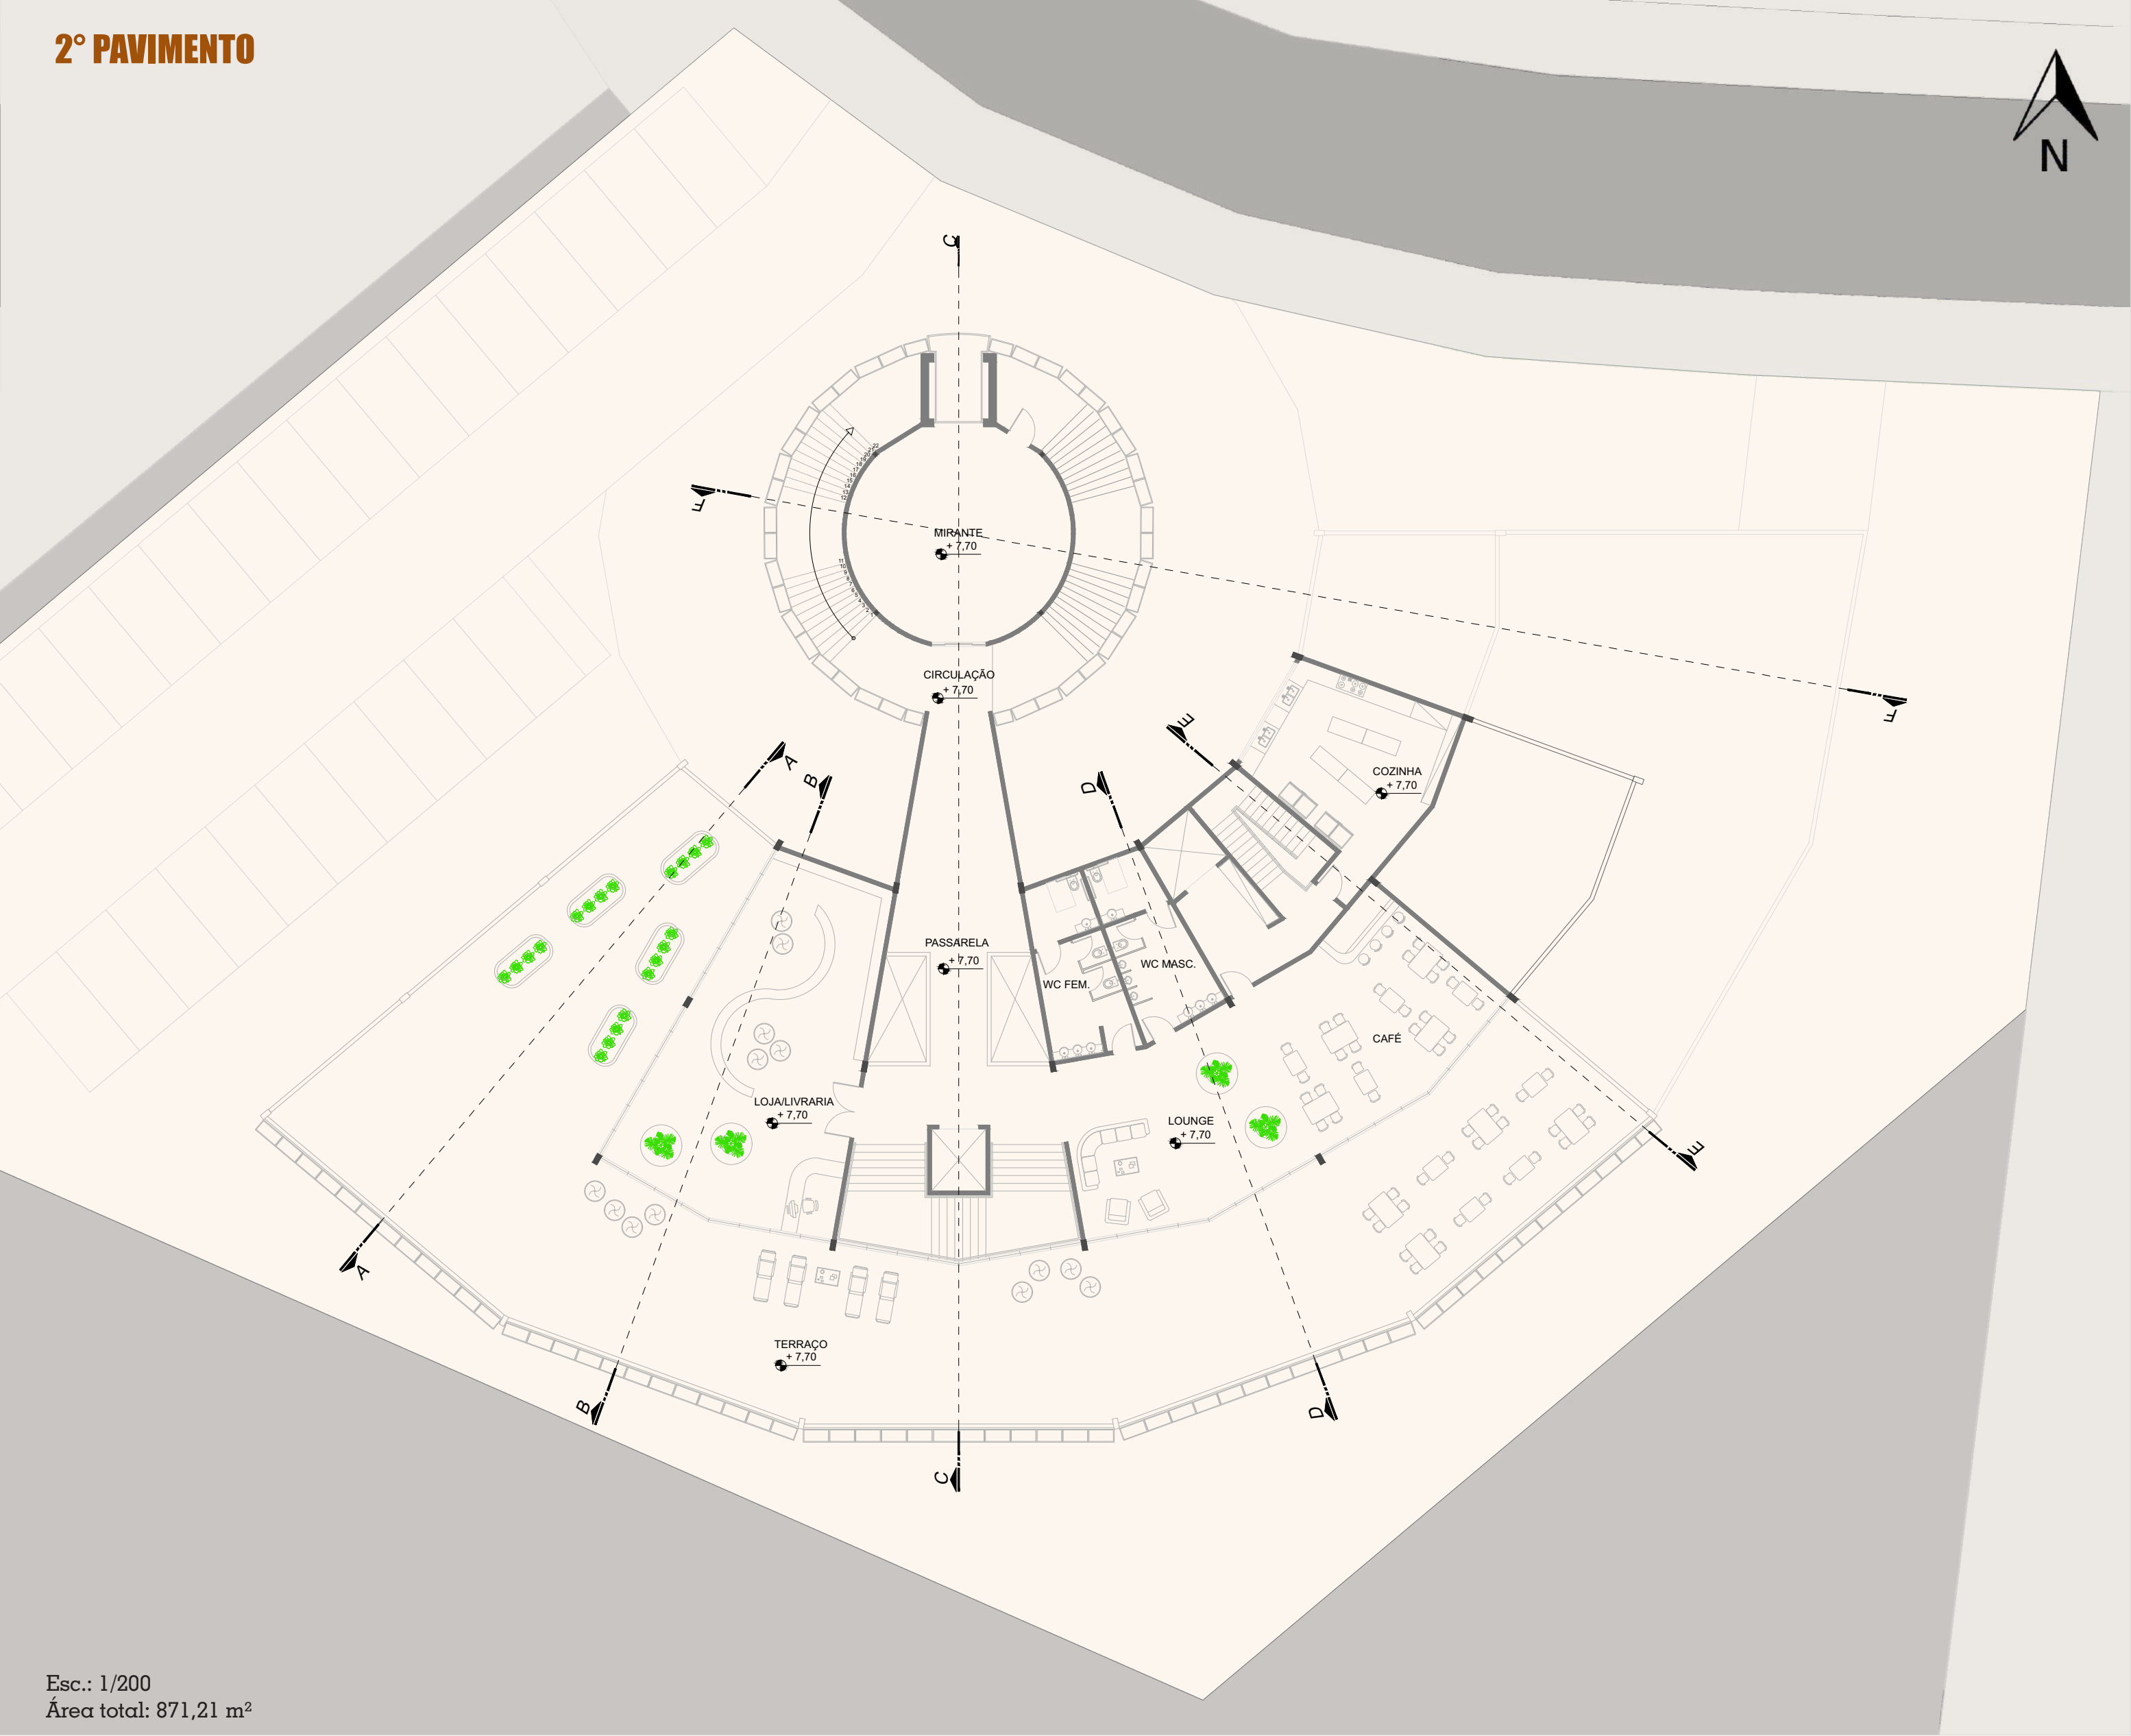 2° PAVIMENTO
N
C
F
MIRANTE
+ 7,70
CIRCULAÇÃO
+ 7,70
F
E
A
B
D
COZINHA
+ 7,70
PASSARELA
+ 7,70
WC MASC.
WC FEM.
CAFÉ
LOJA/LIVRARIA
+ 7,70
LOUNGE
+ 7,70
E
A
TERRAÇO
+ 7,70
B
D
C
Esc.: 1/200
Área total: 871,21 m²